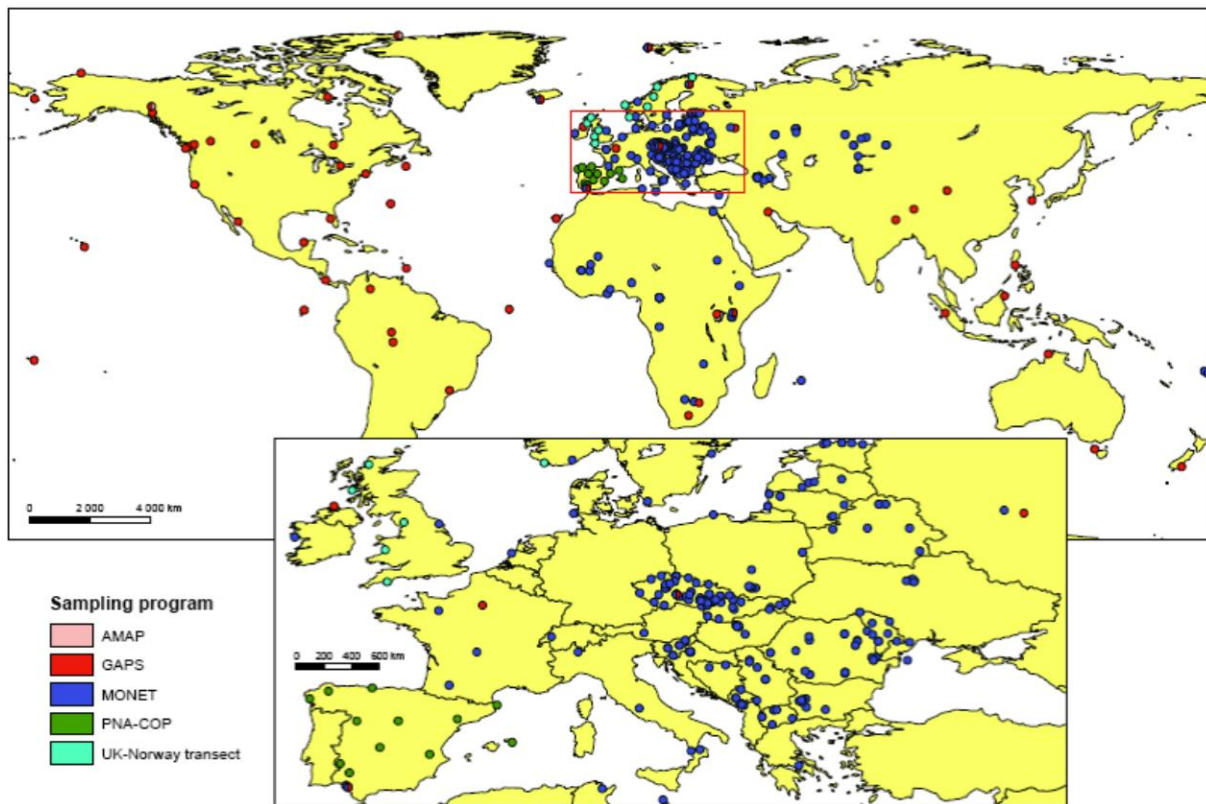 0 2 000 4 000 km
Sampling program
AMAP
GAPS
MONET
PNA-COP
UK-Norway transect
0 200 400 600 km